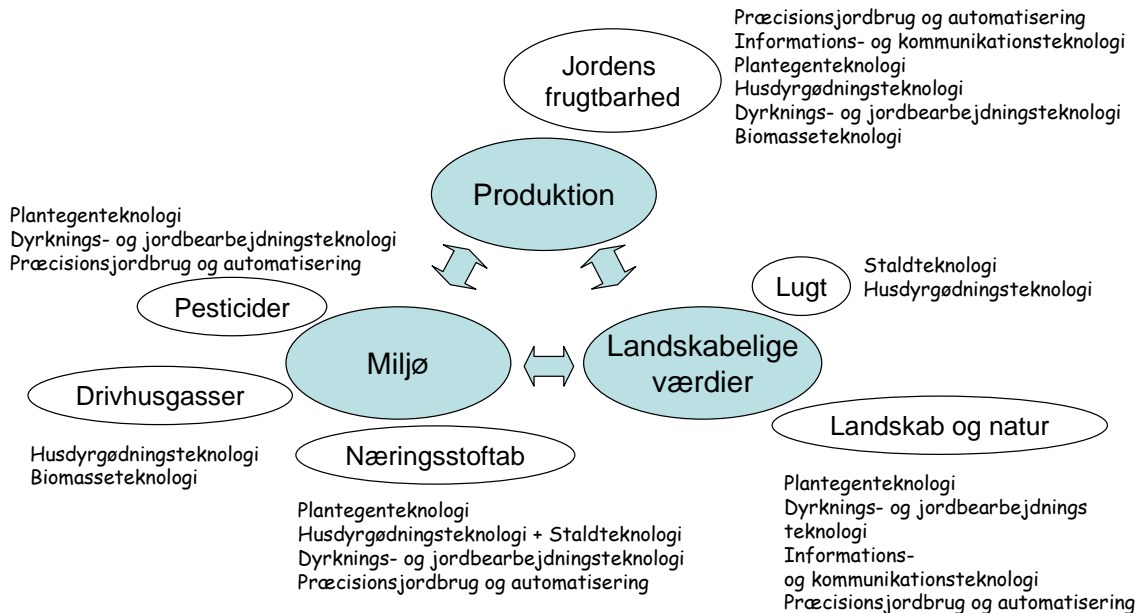 Præcisionsjordbrug og automatisering
Informations- og kommunikationsteknologi
Plantegenteknologi
Husdyrgødningsteknologi
Dyrknings- og jordbearbejdningsteknologi
Biomasseteknologi
Jordens
frugtbarhed
Produktion
Plantegenteknologi
Dyrknings- og jordbearbejdningsteknologi
Præcisionsjordbrug og automatisering
Pesticider
Lugt
Staldteknologi
Husdyrgødningsteknologi
Miljø
Landskabelige
værdier
Drivhusgasser
Husdyrgødningsteknologi
Biomasseteknologi
Næringsstoftab
Plantegenteknologi
Husdyrgødningsteknologi + Staldteknologi
Dyrknings- og jordbearbejdningsteknologi
Præcisionsjordbrug og automatisering
Landskab og natur
Plantegenteknologi
Dyrknings- og jordbearbejdnings
teknologi
Informations-
og kommunikationsteknologi
Præcisionsjordbrug og automatisering